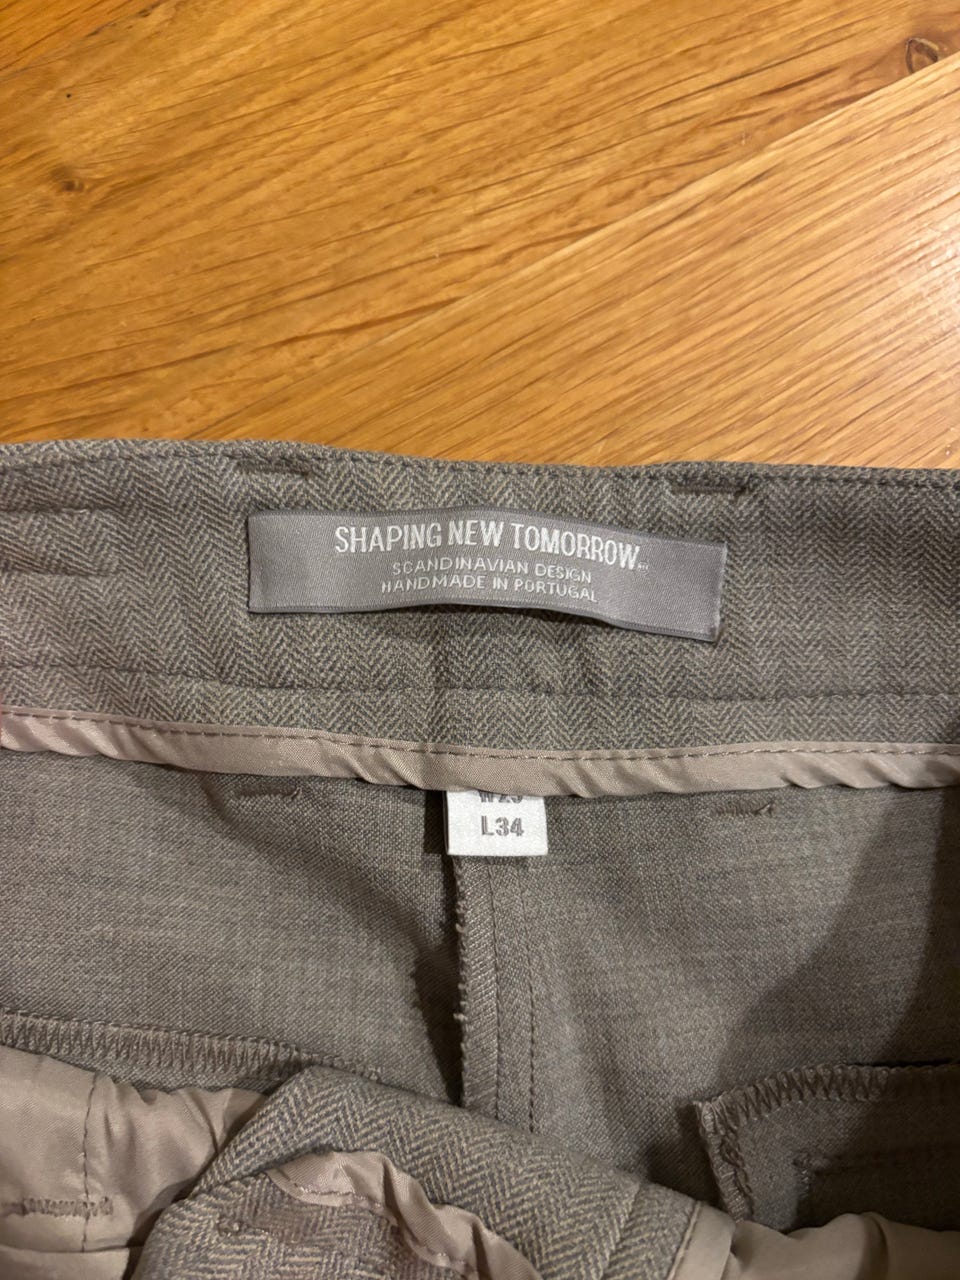 SHAPING NEW TOMORROW
SCANDINAVIAN DESIGN
HANDMADE IN PORTUGAL
L34